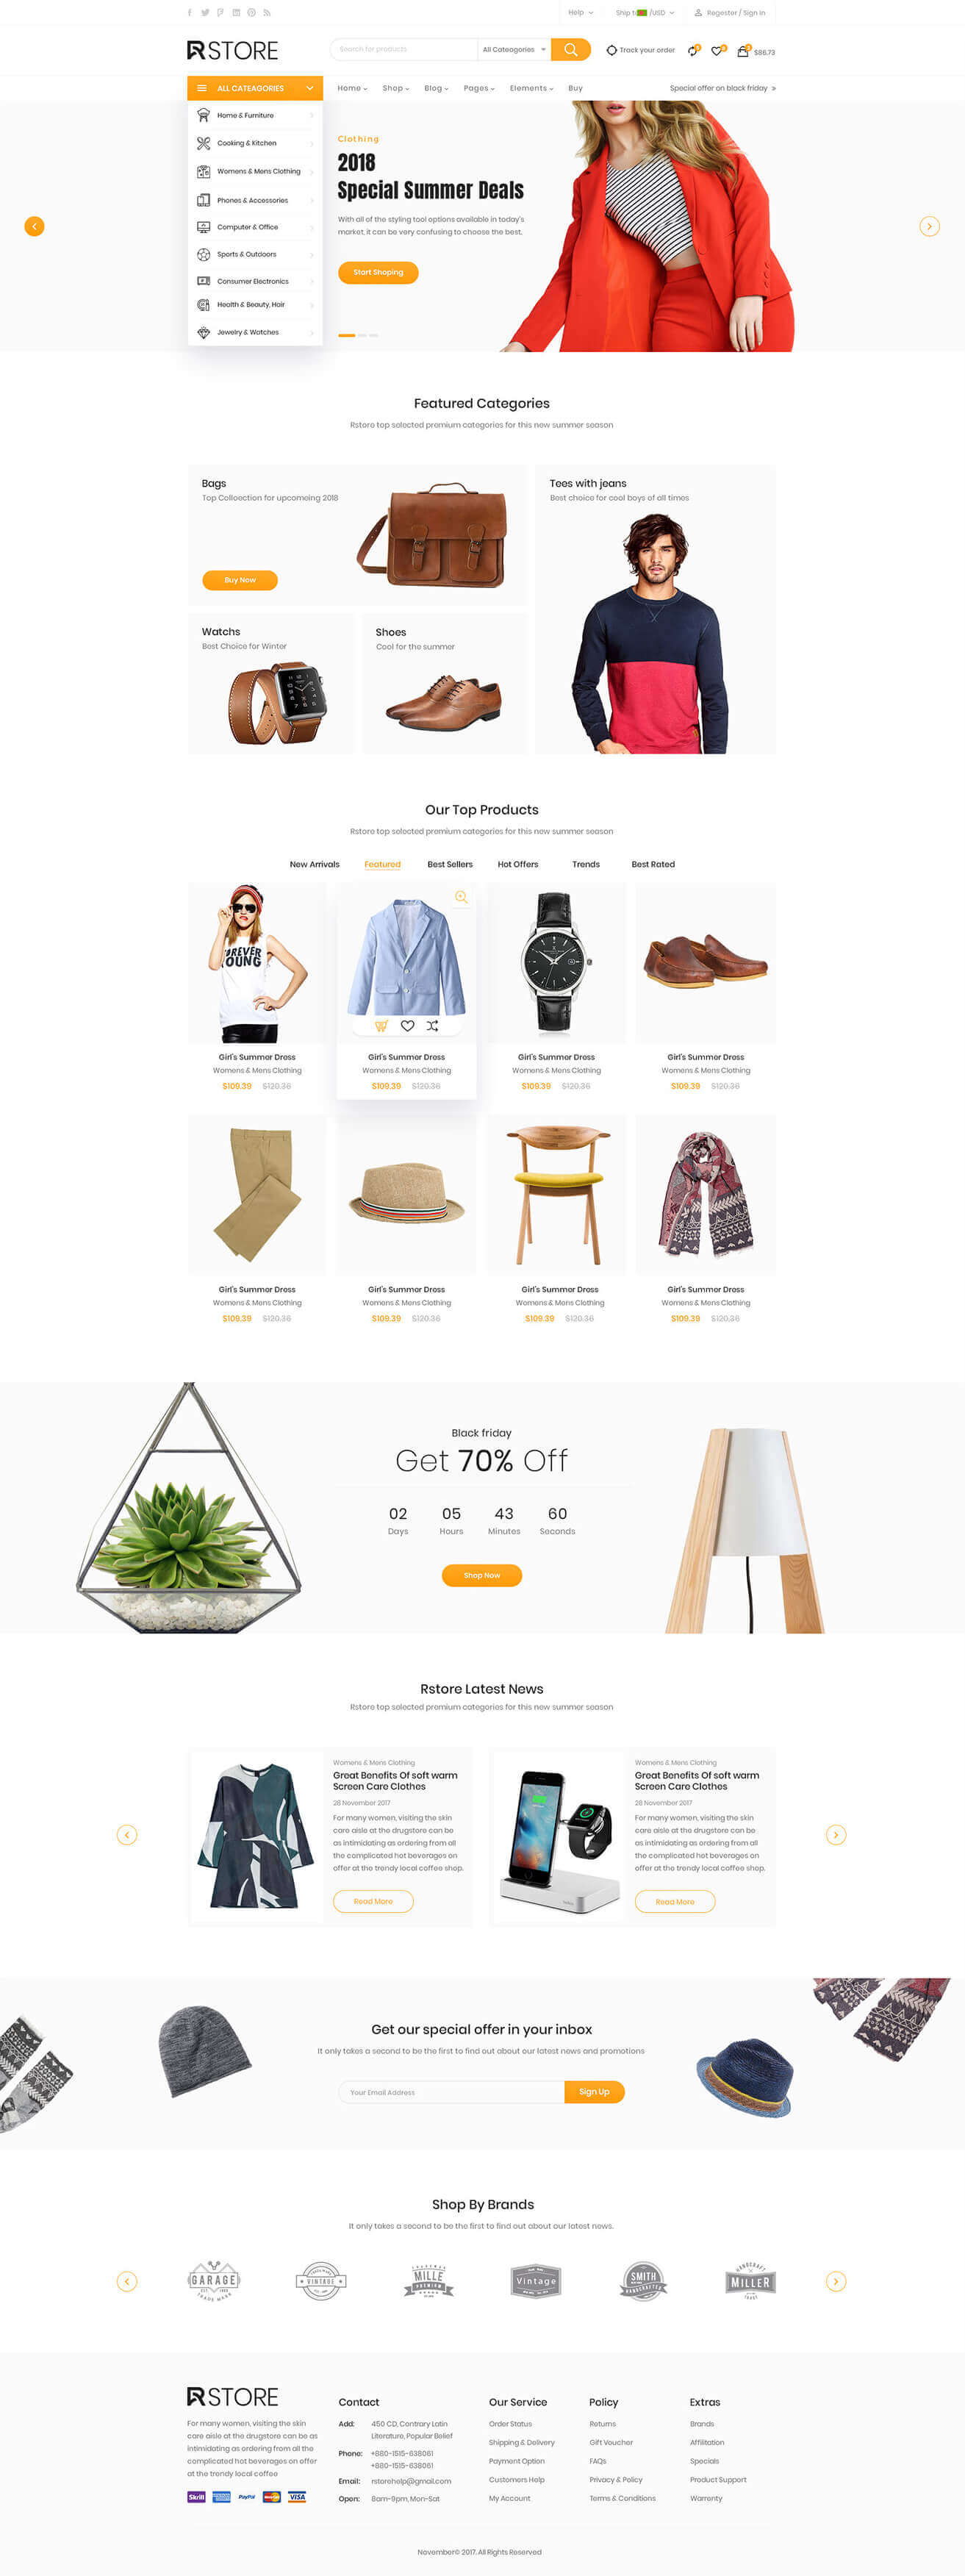 Help
Ship to /USD
Regester / Sign in
RSTORE
Search for products
All Cateogories
Track your order
$86.73
ALL CATEAGORIES
Home
Shop
Blog
Pages
Elements
Buy
Special offer on black friday »
Home & Furniture
Cooking & Kitchen
Womens & Mens Clothing
Phones & Accessories
Computer & Office
Sports & Outdoors
Consumer Electronics
Health & Beauty, Hair
Jewelry & Watches
Clothing
2018
Special Summer Deals
With all of the styling tool options available in today's
market, it can be very confusing to choose the best.
Start Shoping
Featured Categories
Rstore top selected premium categories for this new summer season
Bags
Top Colloection for upcomeing 2018
Buy Now
Tees with jeans
Best choice for cool boys of all times
Watchs
Best Choice for Winter
Shoes
Cool for the summer
Our Top Products
Rstore top selected premium categories for this new summer season
New Arrivals
Featured
Best Sellers
Hot Offers
Trends
Best Rated
OREVER
OUNG
Girl's Summer Dress
Womens & Mens Clothing
$109.39 $120.36
Girl's Summer Dress
Womens & Mens Clothing
$109.39 $120.36
Girl's Summer Dress
Womens & Mens Clothing
$109.39 $120.36
Girl's Summer Dress
Womens & Mens Clothing
$109.39 $120.36
Girl's Summer Dress
Womens & Mens Clothing
$109.39 $120.36
Girl's Summer Dress
Womens & Mens Clothing
$109.39 $120.36
Girl's Summer Dress
Womens & Mens Clothing
$109.39 $120.36
Girl's Summer Dress
Womens & Mens Clothing
$109.39 $120.36
Black friday
Get 70% Off
02
Days
05
Hours
43
Minutes
60
Seconds
Shop Now
Rstore Latest News
Rstore top selected premium categories for this new summer season
Womens & Mens Clothing
Great Benefits Of soft warm
Screen Care Clothes
28 November 2017
For many women, visiting the skin
care aisle at the drugstore can be
as intimidating as ordering from all
the complicated hot beverages on
offer at the trendy local coffee shop.
Read More
Womens & Mens Clothing
Great Benefits Of soft warm
Screen Care Clothes
28 November 2017
For many women, visiting the skin
care aisle at the drugstore can be
as intimidating as ordering from all
the complicated hot beverages on
offer at the trendy local coffee shop.
Read More
Get our special offer in your inbox
It only takes a second to be the first to find out about our latest news and promotions
Your Email Address
Sign Up
Shop By Brands
It only takes a second to be the first to find out about our latest news.
GARAGE
TRADE MARK
VINTAGE
MILLE
PREMIUM
Vintage
SMITH
HANDCRAFTED
HANDCRAFT
MILLER
RSTORE
For many women, visiting the skin
care aisle at the drugstore can be as
intimidating as ordering from all the
complicated hot beverages on offer
at the trendy local coffee
Skrill
PayPal
VISA
Contact
Add: 450 CD, Contrary Latin
Literature, Popular Belief
Phone: +880-1515-638061
+880-1515-638061
Email: rstorehelp@gmail.com
Open: 8am-9pm, Mon-Sat
Our Service
Order Status
Shipping & Delivery
Payment Option
Customers Help
My Account
Policy
Returns
Gift Voucher
FAQs
Privacy & Policy
Terms & Conditions
Extras
Brands
Affilitation
Specials
Product Support
Warrenty
November© 2017. All Rights Reserved